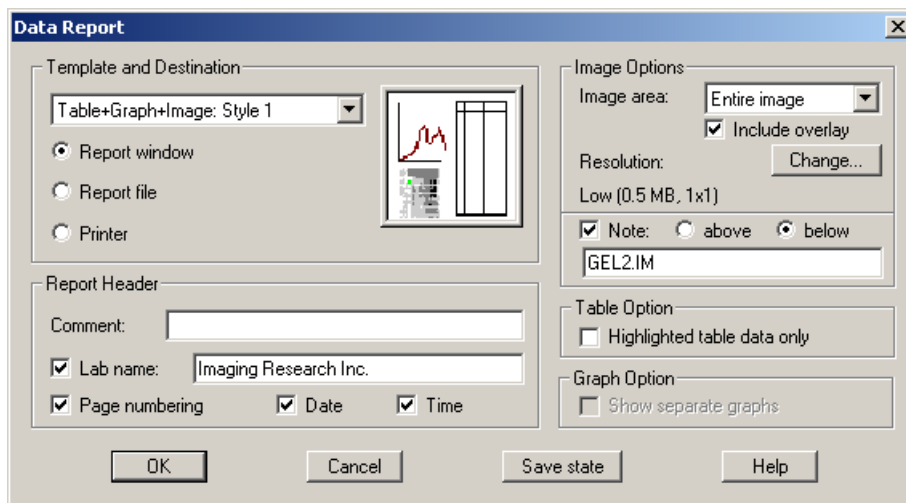 Data Report
Template and Destination
Table+Graph+Image: Style 1
Report window
Report file
Printer
Report Header
Comment:
Lab name: Imaging Research Inc.
Page numbering Date Time
Image Options
Image area: Entire image
Include overlay
Resolution: Change...
Low (0.5 MB, 1x1)
Note: above below
GEL2.IM
Table Option
Highlighted table data only
Graph Option
Show separate graphs
OK Cancel Save state Help